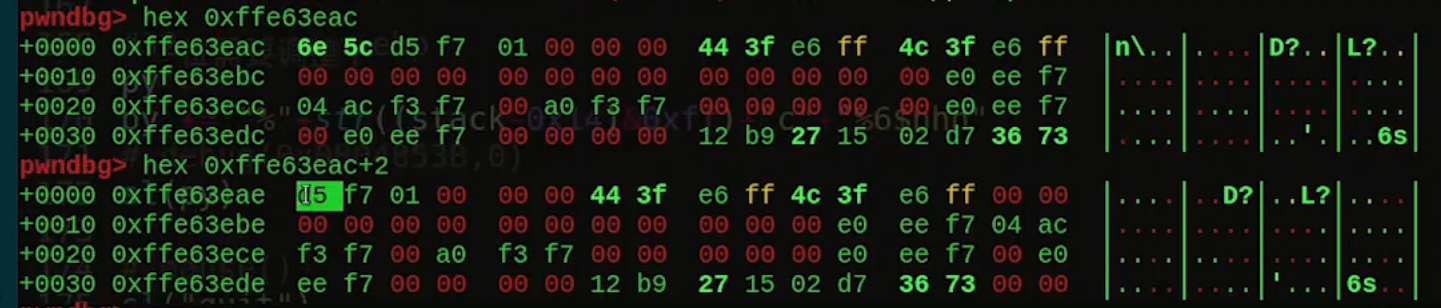 pwndbg> hex 0xffe63eac
+0000 0xffe63eac  6e 5c d5 f7  01 00 00 00  44 3f e6 ff  4c 3f e6 ff  |n\..|....|D?..|L?..|
+0010 0xffe63ebc  00 00 00 00  00 00 00 00  00 00 00 00  00 e0 ee f7  |....|....|....|....|
+0020 0xffe63ecc  04 ac f3 f7  00 a0 f3 f7  00 00 00 00  00 e0 ee f7  |....|....|....|....|
+0030 0xffe63edc  00 e0 ee f7  00 00 00 00  12 b9 27 15  02 d7 36 73  |....|....|..'.|..6s|
pwndbg> hex 0xffe63eac+2
+0000 0xffe63eae  d5 f7 01 00  00 00 44 3f  e6 ff 4c 3f  e6 ff 00 00  |....|..D?|..L?|....|
+0010 0xffe63ebe  00 00 00 00  00 00 00 00  00 00 00 e0  ee f7 04 ac  |....|....|....|....|
+0020 0xffe63ece  f3 f7 00 a0  f3 f7 00 00  00 00 00 e0  ee f7 00 e0  |....|....|....|....|
+0030 0xffe63ede  ee f7 00 00  00 00 12 b9  27 15 02 d7  36 73 00 00  |....|....|'...|6s..|